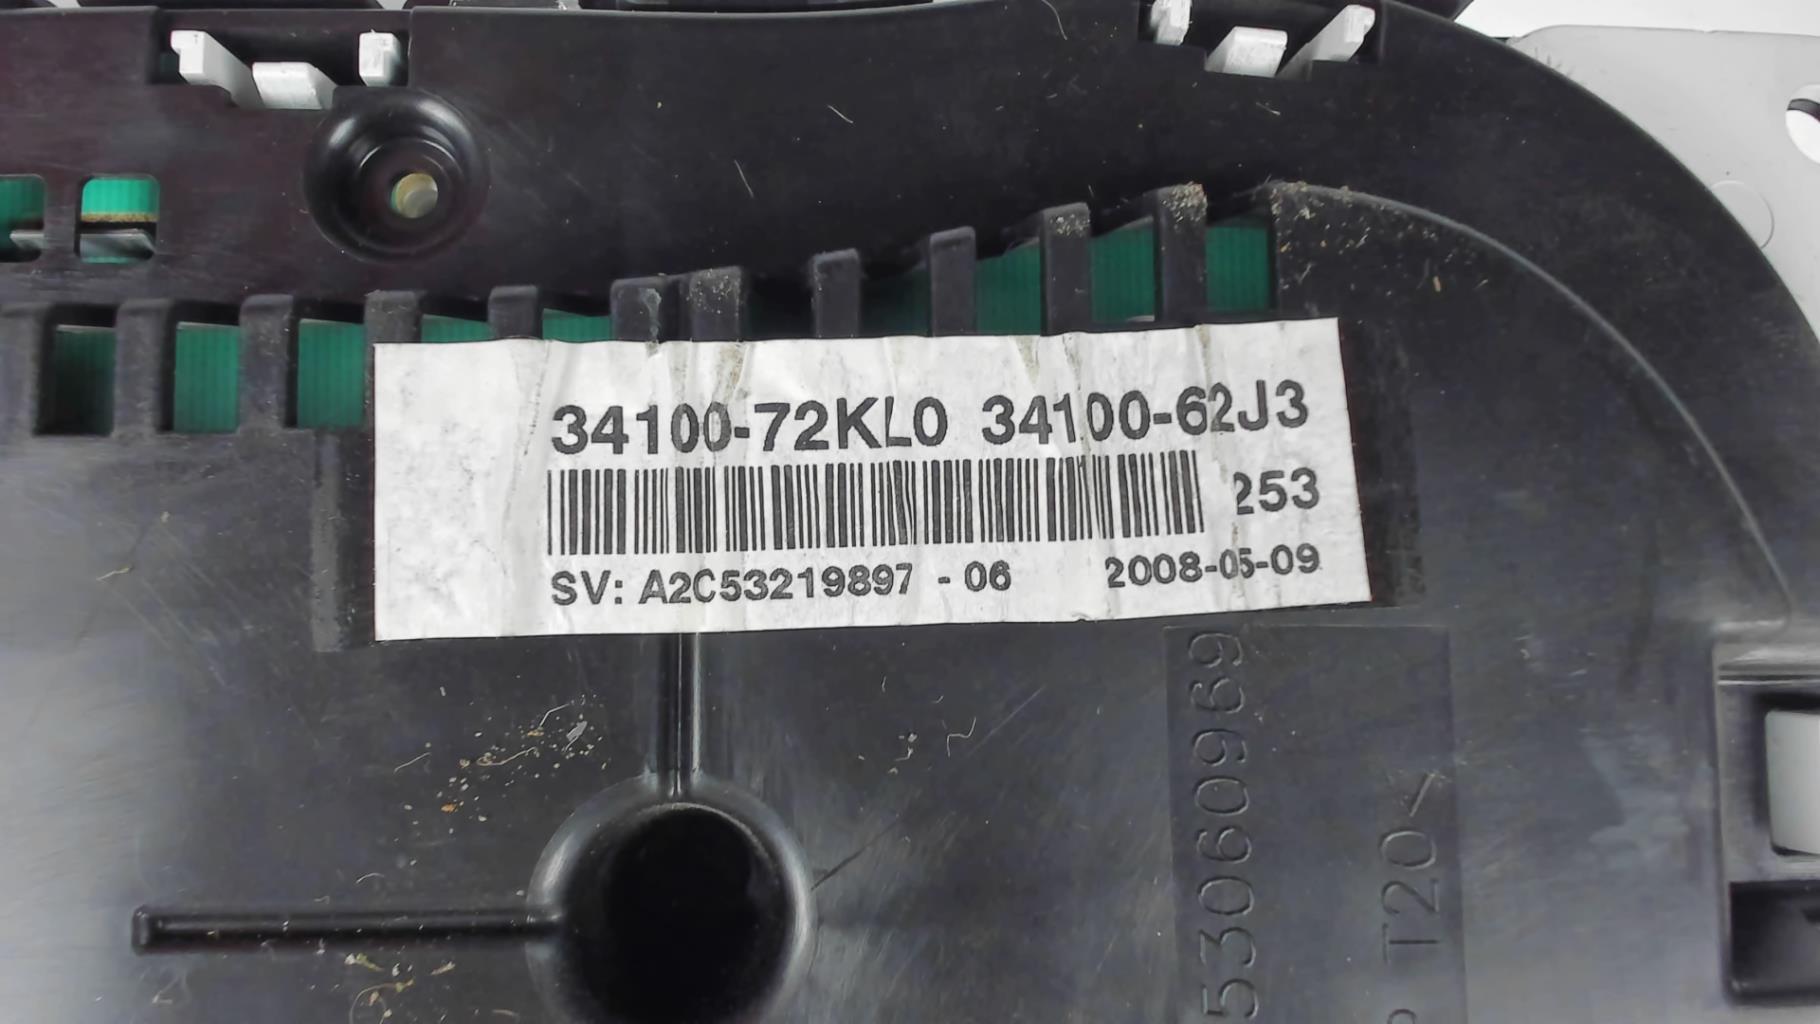 34100-72KL0 34100-62J3
253
SV: A2C53219897 - 06 2008-05-09
53060969
T20<